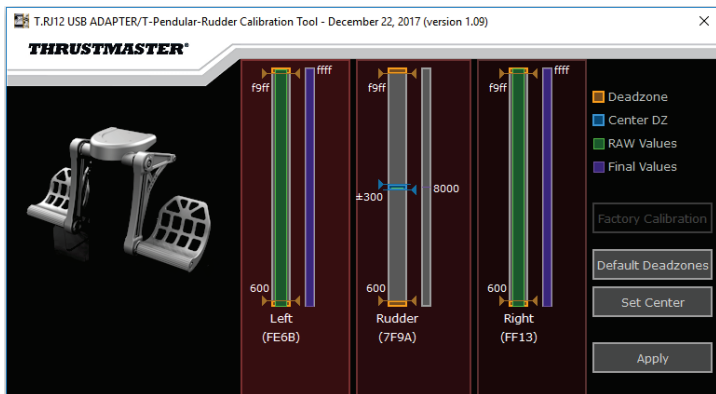 T.RJ12 USB ADAPTER/T-Pendular-Rudder Calibration Tool - December 22, 2017 (version 1.09)
THRUSTMASTER®
ffff
f9ff
600
Left
(FE6B)
f9ff
±300
8000
600
Rudder
(7F9A)
ffff
f9ff
600
Right
(FF13)
Deadzone
Center DZ
RAW Values
Final Values
Factory Calibration
Default Deadzones
Set Center
Apply